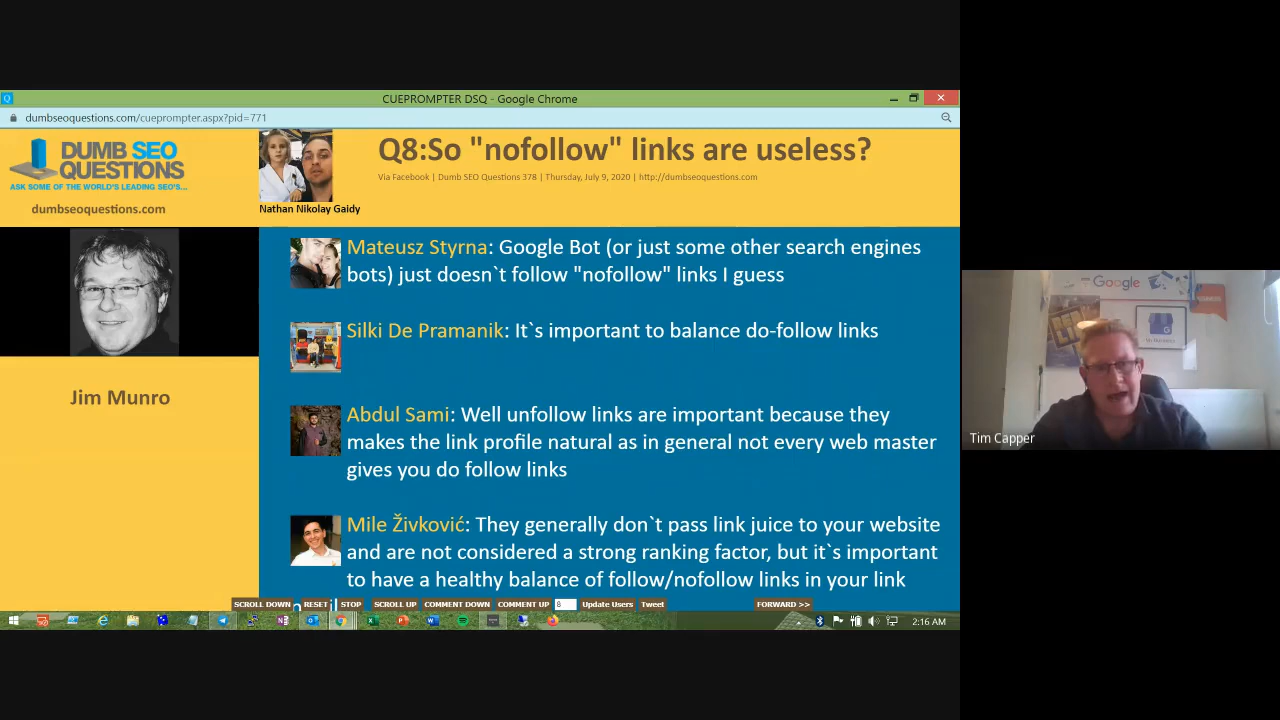 CUEPROMPTER DSQ - Google Chrome
dumbseoquestions.com/cueprompter.aspx?pid=771
DUMB SEO
QUESTIONS
ASK SOME OF THE WORLD'S LEADING SEO'S...
dumbseoquestions.com
Nathan Nikolay Gaidy
Q8:So "nofollow" links are useless?
Via Facebook | Dumb SEO Questions 378 | Thursday, July 9, 2020 | http://dumbseoquestions.com
Jim Munro
Mateusz Styrna: Google Bot (or just some other search engines
bots) just doesn`t follow "nofollow" links I guess
Silki De Pramanik: It`s important to balance do-follow links
Abdul Sami: Well unfollow links are important because they
makes the link profile natural as in general not every web master
gives you do follow links
Mile Živković: They generally don`t pass link juice to your website
and are not considered a strong ranking factor, but it`s important
to have a healthy balance of follow/nofollow links in your link
SCROLL DOWN RESET STOP SCROLL UP COMMENT DOWN COMMENT UP 8 Update Users Tweet FORWARD >>
2:16 AM
Google
Tim Capper